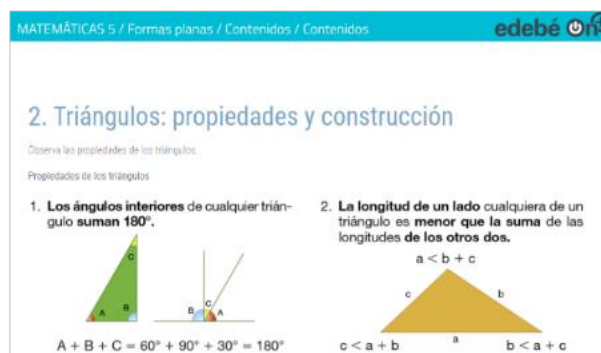 MATEMÁTICAS 5 / Formas planas / Contenidos / Contenidos
edebé On
2. Triángulos: propiedades y construcción
Observa las propiedades de los triángulos.
Propiedades de los triángulos
1. Los ángulos interiores de cualquier trián-
gulo suman 180°.
C
A
B
B
C
A
A + B + C = 60° + 90° + 30° = 180°
2. La longitud de un lado cualquiera de un
triángulo es menor que la suma de las
longitudes de los otros dos.
a < b + c
c
b
a
c < a + b
b < a + c